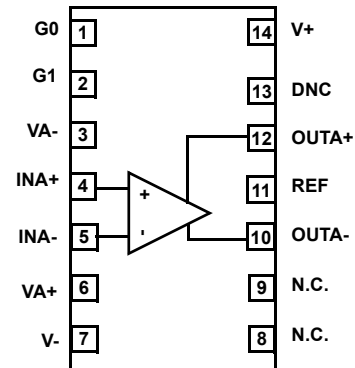 G0 1 14 V+
G1 2 13 DNC
VA- 3 12 OUTA+
INA+ 4 + 11 REF
INA- 5 - 10 OUTA-
VA+ 6 9 N.C.
V- 7 8 N.C.